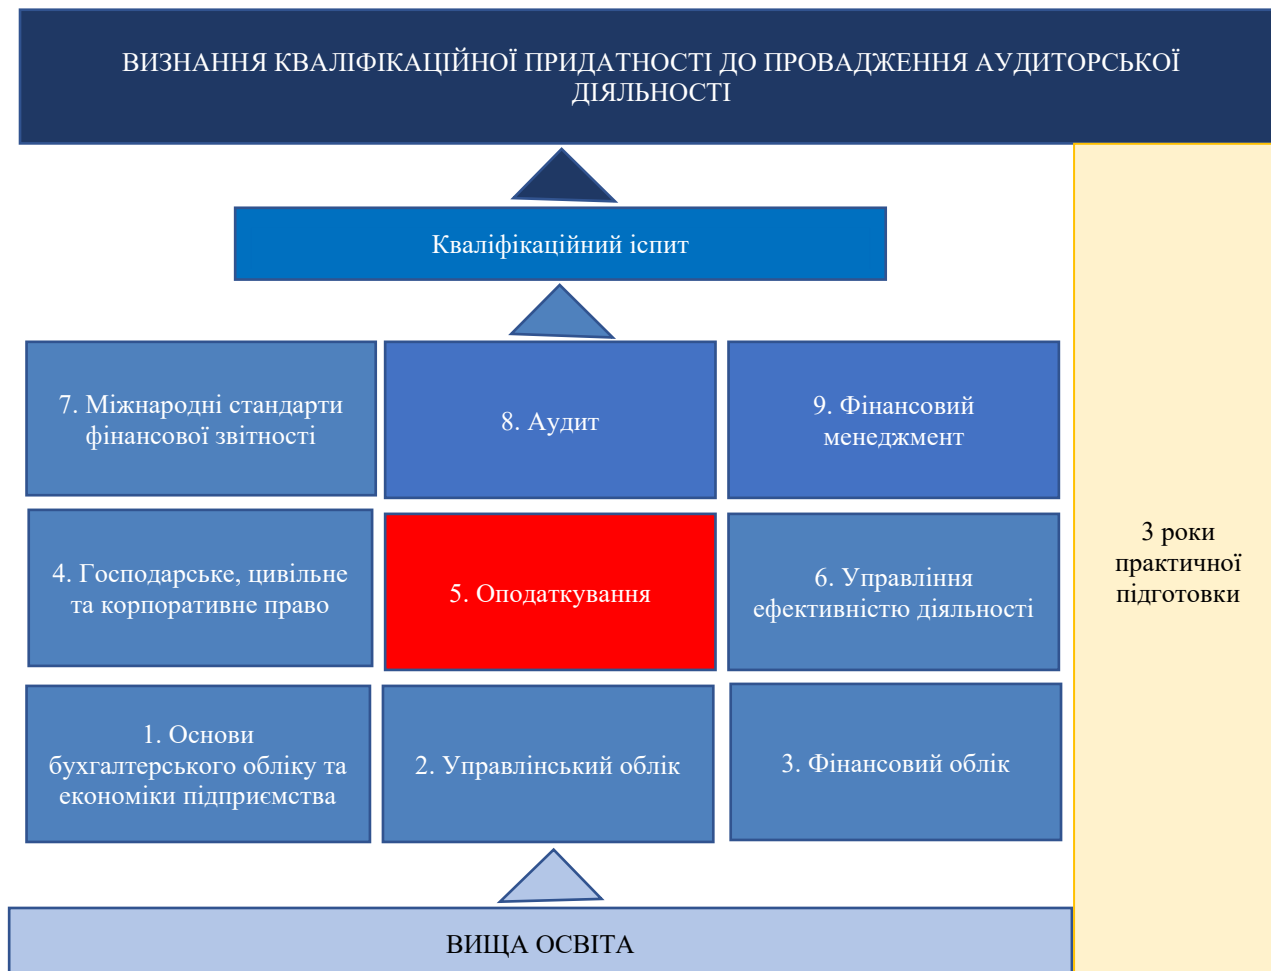 ВИЗНАННЯ КВАЛІФІКАЦІЙНОЇ ПРИДАТНОСТІ ДО ПРОВАДЖЕННЯ АУДИТОРСЬКОЇ
ДІЯЛЬНОСТІ
Кваліфікаційний іспит
7. Міжнародні стандарти
фінансової звітності
8. Аудит
9. Фінансовий
менеджмент
4. Господарське, цивільне
та корпоративне право
5. Оподаткування
6. Управління
ефективністю діяльності
3 роки
практичної
підготовки
1. Основи
бухгалтерського обліку та
економіки підприємства
2. Управлінський облік
3. Фінансовий облік
ВИЩА ОСВІТА